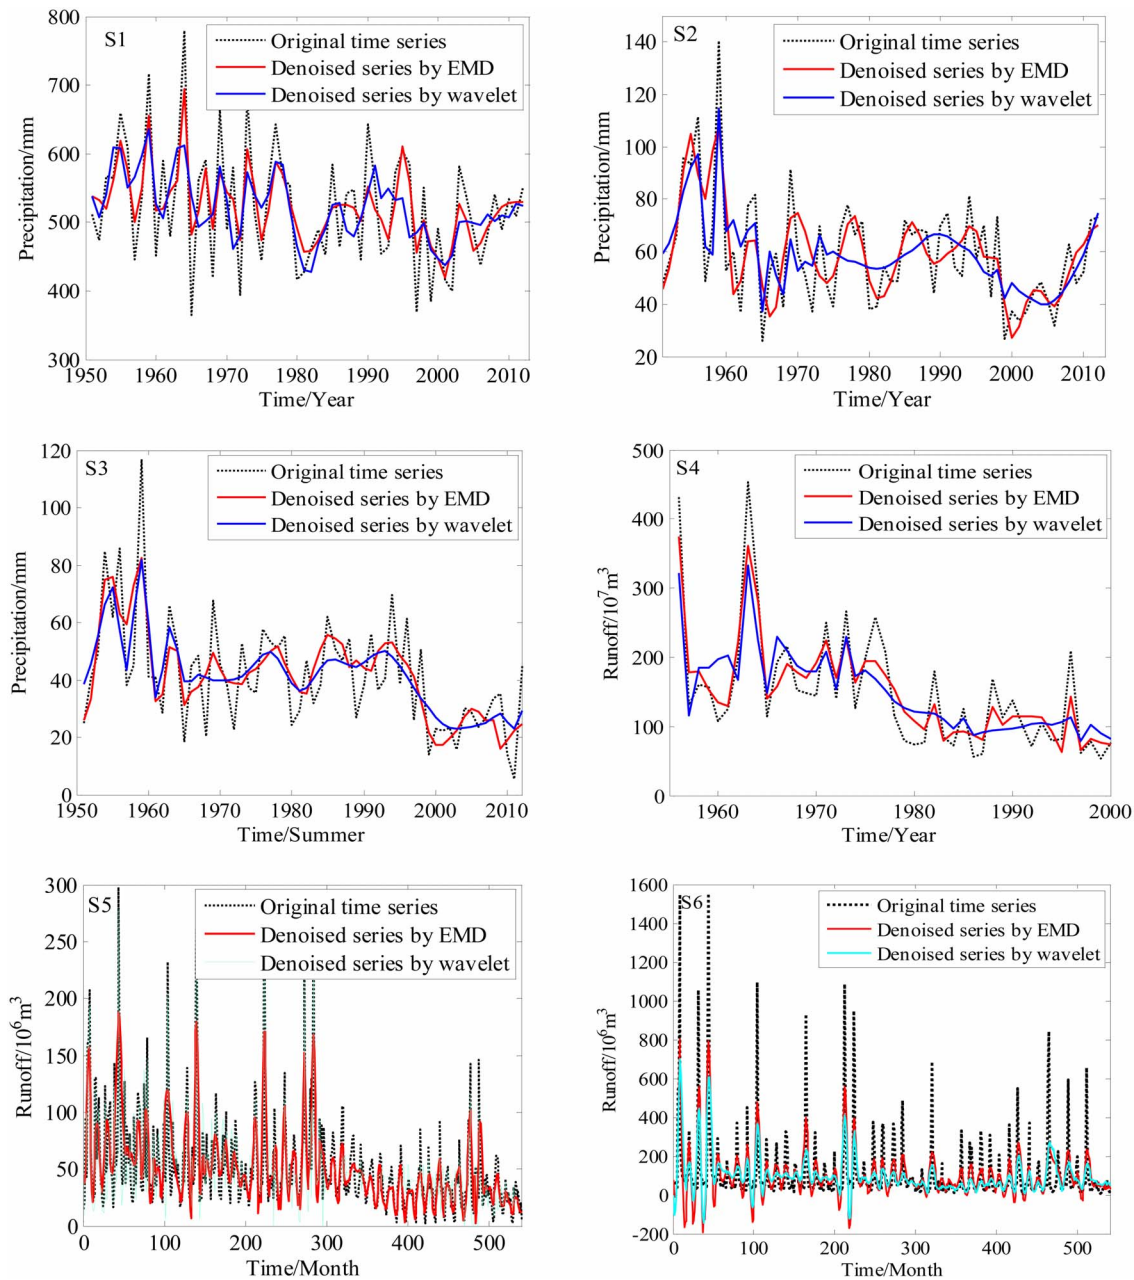 S1
Original time series
Denoised series by EMD
Denoised series by wavelet
800
700
600
500
400
300
Precipitation/mm
1950 1960 1970 1980 1990 2000 2010
Time/Year
S2
Original time series
Denoised series by EMD
Denoised series by wavelet
140
120
100
80
60
40
20
Precipitation/mm
1960 1970 1980 1990 2000 2010
Time/Year
S3
Original time series
Denoised series by EMD
Denoised series by wavelet
120
100
80
60
40
20
0
Precipitation/mm
1950 1960 1970 1980 1990 2000 2010
Time/Summer
S4
Original time series
Denoised series by EMD
Denoised series by wavelet
500
400
300
200
100
0
Runoff/10⁷m³
1960 1970 1980 1990 2000
Time/Year
S5
Original time series
Denoised series by EMD
Denoised series by wavelet
300
250
200
150
100
50
0
Runoff/10⁶m³
0 100 200 300 400 500
Time/Month
S6
Original time series
Denoised series by EMD
Denoised series by wavelet
1600
1400
1200
1000
800
600
400
200
0
-200
Runoff/10⁶m³
0 100 200 300 400 500
Time/Month